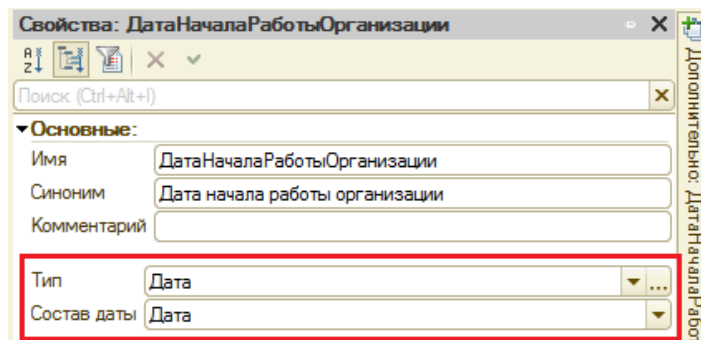 Свойства: ДатаНачалаРаботыОрганизации
Поиск (Ctrl+Alt+I)
Основные:
Имя ДатаНачалаРаботыОрганизации
Синоним Дата начала работы организации
Комментарий
Тип Дата
Состав даты Дата
Дополнительно: ДатаНачалаРабот